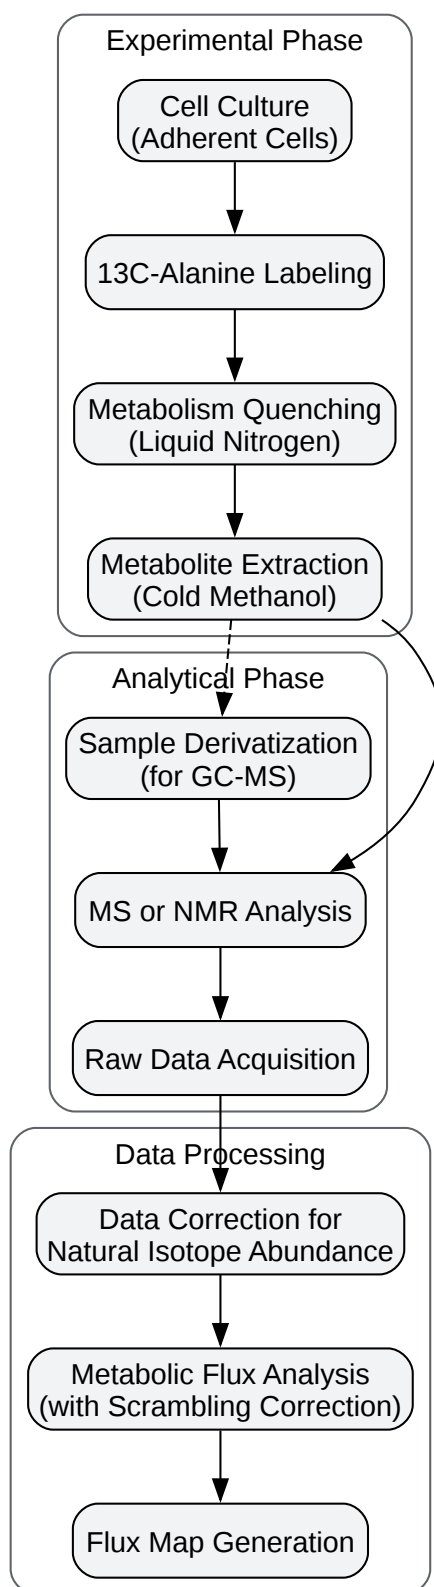 Experimental Phase
Cell Culture
(Adherent Cells)
13C-Alanine Labeling
Metabolism Quenching
(Liquid Nitrogen)
Metabolite Extraction
(Cold Methanol)
Analytical Phase
Sample Derivatization
(for GC-MS)
MS or NMR Analysis
Raw Data Acquisition
Data Processing
Data Correction for
Natural Isotope Abundance
Metabolic Flux Analysis
(with Scrambling Correction)
Flux Map Generation